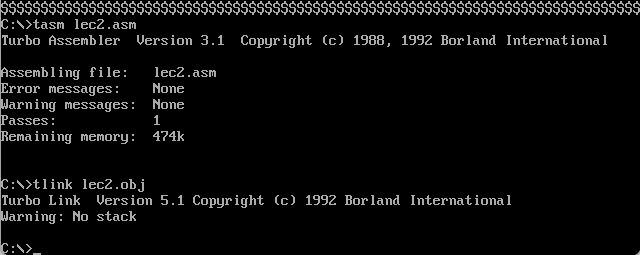 $$$$$$$$$$$$$$$$$$$$$$$$$$$$$$$$$$$$$$$$$$$$$$$$$$$$$$$$$$$$$$$$$$$$$$$$$$$$$$$$
C:\>tasm lec2.asm
Turbo Assembler  Version 3.1  Copyright (c) 1988, 1992 Borland International
Assembling file:   lec2.asm
Error messages:    None
Warning messages:  None
Passes:            1
Remaining memory:  474k
C:\>tlink lec2.obj
Turbo Link  Version 5.1 Copyright (c) 1992 Borland International
Warning: No stack
C:\>_